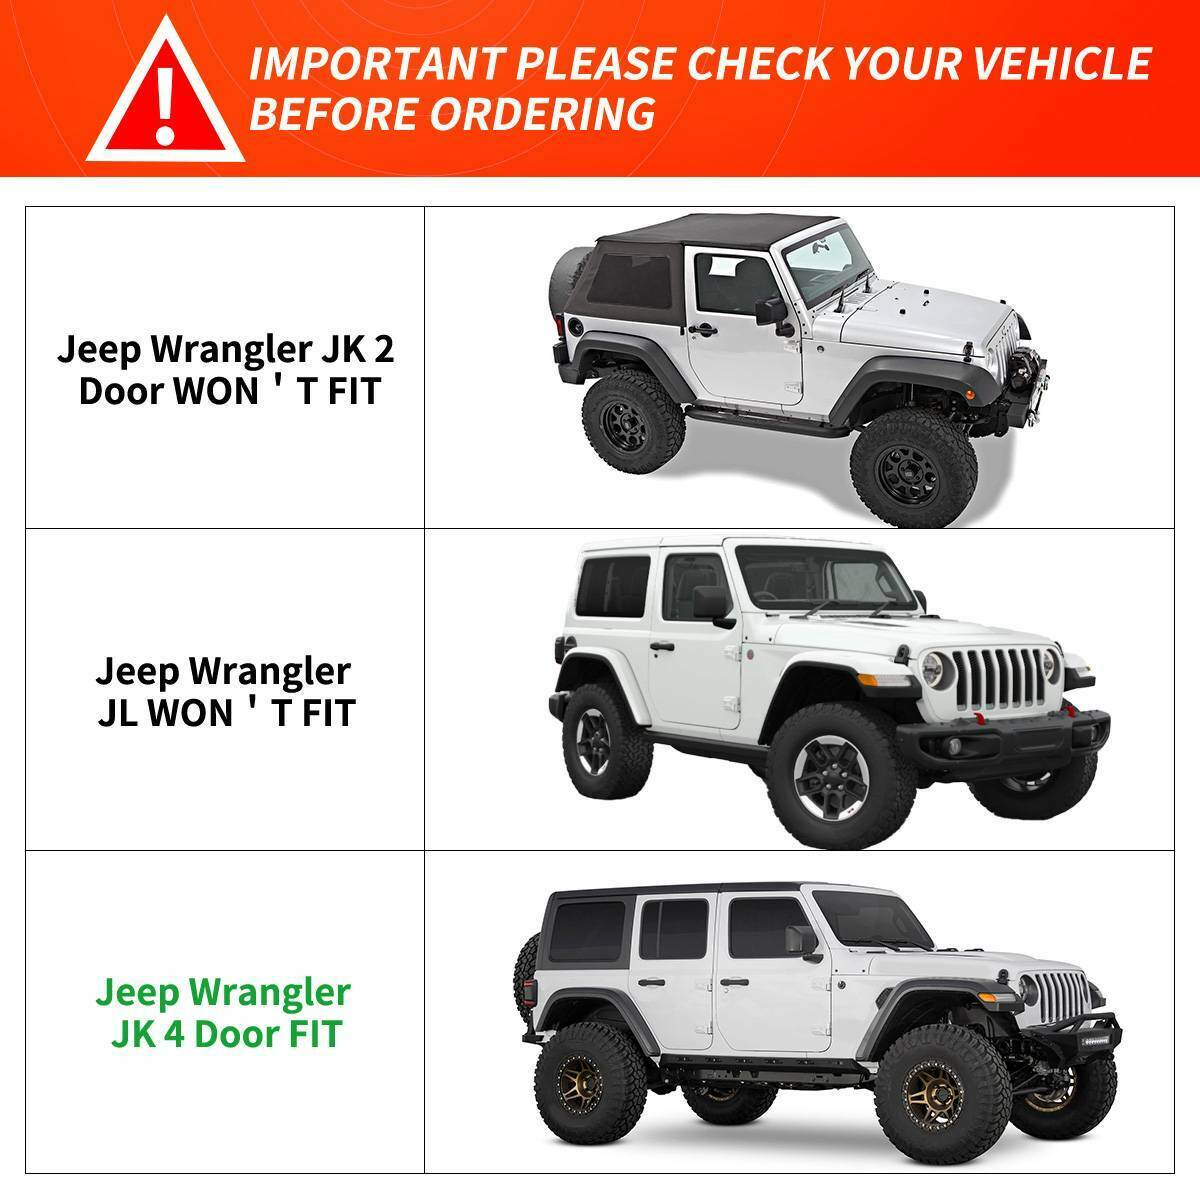 IMPORTANT PLEASE CHECK YOUR VEHICLE
BEFORE ORDERING
Jeep Wrangler JK 2
Door WON ' T FIT
Jeep Wrangler
JL WON ' T FIT
Jeep Wrangler
JK 4 Door FIT